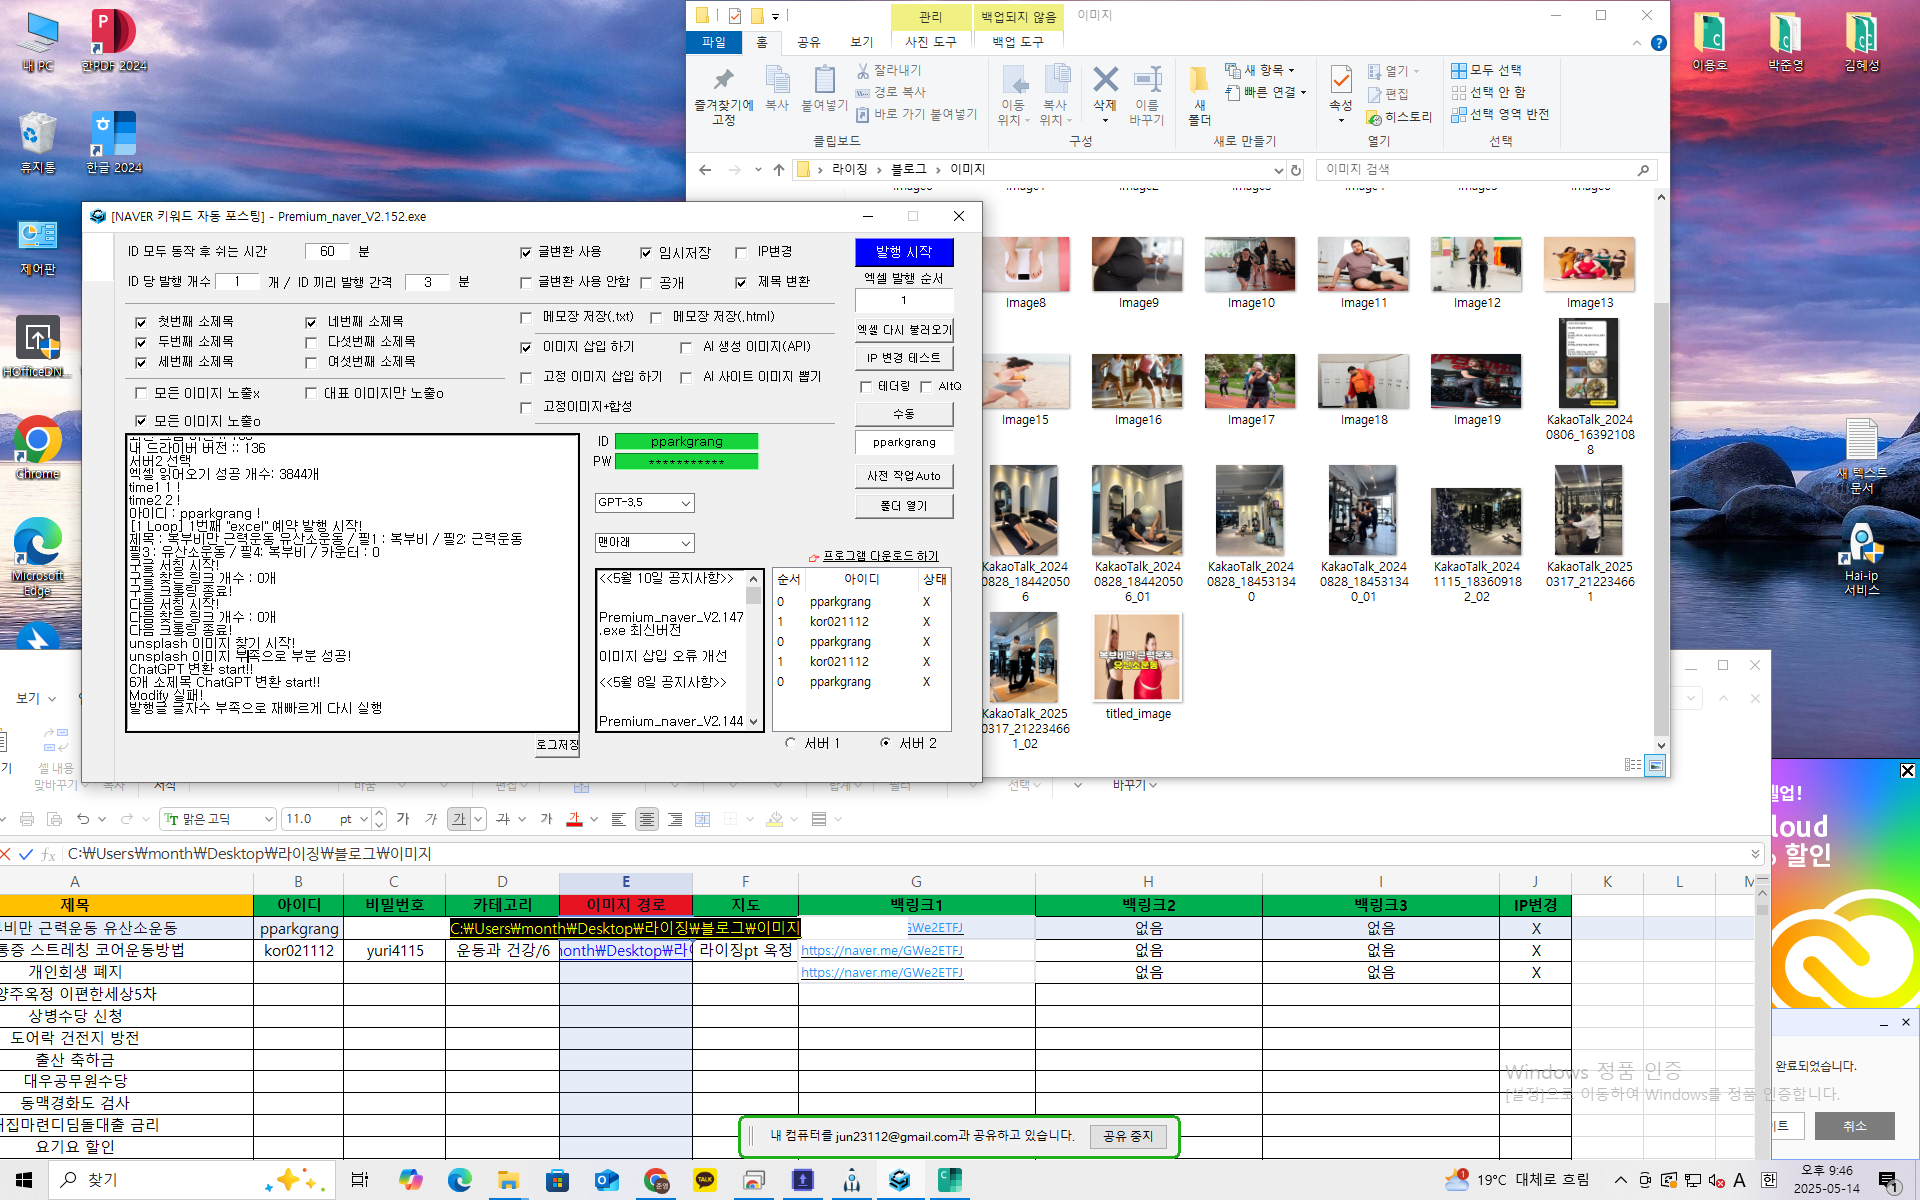 내 PC
한PDF 2024
휴지통
한글 2024
제어판
HOfficeDN...
Chrome
Microsoft Edge
이용호
박준영
김혜성
새 텍스트 문서
Hai-ip 서비스
관리
백업되지 않음
이미지
파일
홈
공유
보기
사진 도구
백업 도구
즐겨찾기에 고정
복사
붙여넣기
잘라내기
경로 복사
바로 가기 붙여넣기
클립보드
이동 위치
복사 위치
삭제
이름 바꾸기
구성
새 폴더
새 항목
빠른 연결
새로 만들기
속성
열기
편집
히스토리
열기
모두 선택
선택 안 함
선택 영역 반전
선택
라이징 › 블로그 › 이미지
이미지 검색
Image8
Image9
Image10
Image11
Image12
Image13
Image15
Image16
Image17
Image18
Image19
KakaoTalk_20240806_163921088
KakaoTalk_20240828_184420506
KakaoTalk_20240828_184420506_01
KakaoTalk_20240828_184531340
KakaoTalk_20240828_184531340_01
KakaoTalk_20241115_183609182_02
KakaoTalk_20250317_212234661
KakaoTalk_20250317_212234661_02
titled_image
[NAVER 키워드 자동 포스팅] - Premium_naver_V2.152.exe
ID 모두 동작 후 쉬는 시간 60 분
ID 당 발행 개수 1 개 / ID 끼리 발행 간격 3 분
글변환 사용
임시저장
IP변경
글변환 사용 안함
공개
제목 변환
발행 시작
엑셀 발행 순서
1
엑셀 다시 불러오기
IP 변경 테스트
테더링
AltQ
수동
pparkgrang
사전 작업Auto
폴더 열기
첫번째 소제목
네번째 소제목
두번째 소제목
다섯번째 소제목
세번째 소제목
여섯번째 소제목
메모장 저장(.txt)
메모장 저장(.html)
이미지 삽입 하기
AI 생성 이미지(API)
고정 이미지 삽입 하기
AI 사이트 이미지 뽑기
고정이미지+합성
모든 이미지 노출x
대표 이미지만 노출o
모든 이미지 노출o
내 드라이버 버전 :: 136
서버2 선택
엑셀 읽어오기 성공 개수: 3844개
time1 1 !
time2 2 !
아이디 : pparkgrang !
[1 Loop] 1번째 "excel" 예약 발행 시작!
제목 : 복부비만 근력운동 유산소운동 / 필1 : 복부비 / 필2: 근력운동
필3 : 유산소운동 / 필4: 복부비 / 카운터 : 0
구글 서칭 시작!
구글 찾은 링크 개수 : 0개
구글 크롤링 종료!
다음 서칭 시작!
다음 찾은 링크 개수 : 0개
다음 크롤링 종료!
unsplash 이미지 찾기 시작!
unsplash 이미지 부족으로 부분 성공!
ChatGPT 변환 start!!
6개 소제목 ChatGPT 변환 start!!
Modify 실패!
발행글 글자수 부족으로 재빠르게 다시 실행
로그저장
ID pparkgrang
PW ***********
GPT-3.5
맨아래
프로그램 다운로드 하기
<<5월 10일 공지사항>>
Premium_naver_V2.147
.exe 최신버전
이미지 삽입 오류 개선
<<5월 8일 공지사항>>
Premium_naver_V2.144
순서 아이디 상태
0 pparkgrang X
1 kor021112 X
0 pparkgrang X
1 kor021112 X
0 pparkgrang X
서버 1
서버 2
보기
셀 내용
맞바꾸기
바꾸기
맑은 고딕
11.0 pt
C:₩Users₩month₩Desktop₩라이징₩블로그₩이미지
A B C D E F G H I J K L M
제목 아이디 비밀번호 카테고리 이미지 경로 지도 백링크1 백링크2 백링크3 IP변경
비만 근력운동 유산소운동 pparkgrang C:₩Users₩month₩Desktop₩라이징₩블로그₩이미지 GWe2ETFJ 없음 없음 X
통증 스트레칭 코어운동방법 kor021112 yuri4115 운동과 건강/6 month₩Desktop₩라이 라이징pt 옥정 https://naver.me/GWe2ETFJ 없음 없음 X
개인회생 폐지 https://naver.me/GWe2ETFJ 없음 없음 X
양주옥정 이편한세상5차
상병수당 신청
도어락 건전지 방전
출산 축하금
대우공무원수당
동맥경화도 검사
집마련디딤돌대출 금리
요기요 할인
벨업!
loud
할인
완료되었습니다.
취소
Windows 정품 인증
[설정]으로 이동하여 Windows를 정품 인증합니다.
내 컴퓨터를 jun23112@gmail.com과 공유하고 있습니다.
공유 중지
찾기
19°C 대체로 흐림
A
한
오후 9:46
2025-05-14